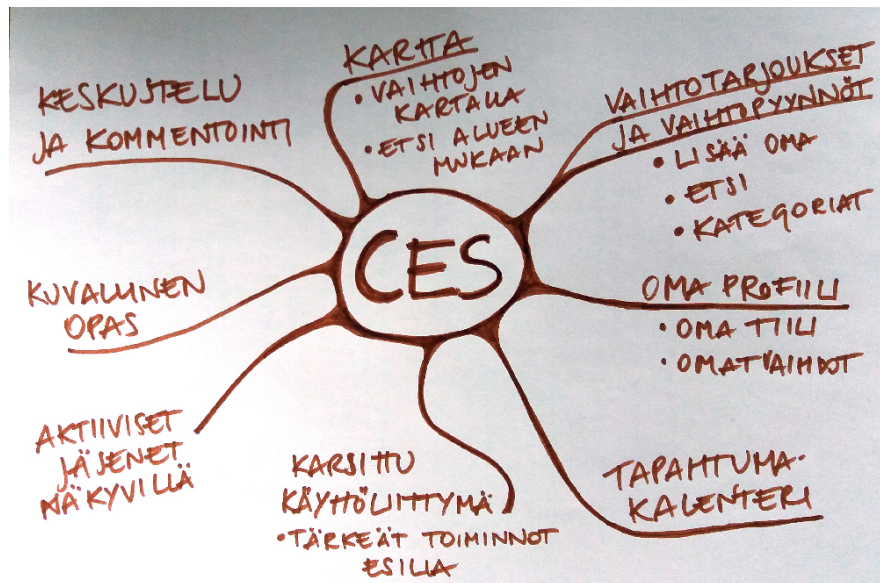 KESKUSTELU
JA KOMMENTOINTI
KARTTA
• VAIHTOJEN
KARTALLA
• ETSI ALUEEN
MUKAAN
VAIHTOTARJOUKSET
JA VAIHTIPYYNNÖT
• LISÄÄ OMA
• ETSI
• KATEGORIAT
CES
KUVALLINEN
OPAS
OMA PROFIILI
• OMA TIILI
• OMAT VAIHDOT
AKTIIVISET
JÄSENET
NÄKYVILLÄ
KARSITTU
KÄYTTÖLIITTYMÄ
• TÄRKEÄT TOIMINNOT
ESILLÄ
TAPAHTUMA-
KALENTERI